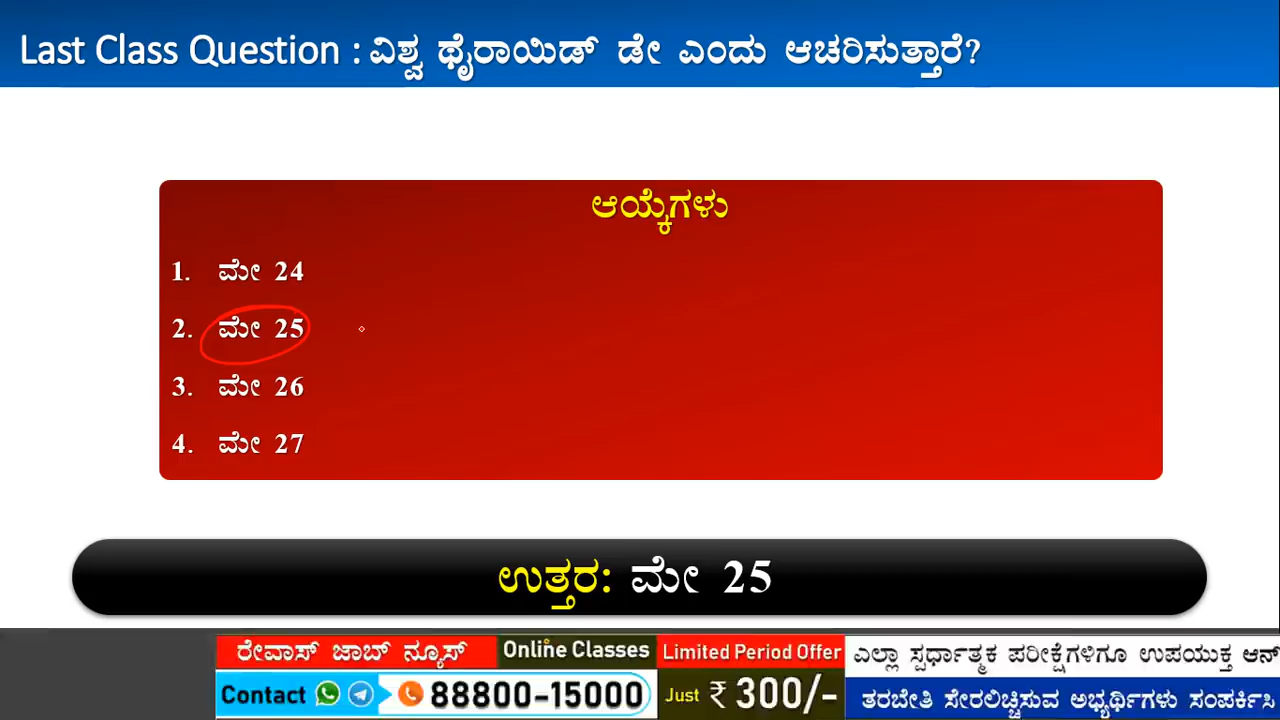 Last Class Question : ವಿಶ್ವ ಥೈರಾಯಿಡ್ ಡೇ ಎಂದು ಆಚರಿಸುತ್ತಾರೆ?
ಆಯ್ಕೆಗಳು
1. ಮೇ 24
2. ಮೇ 25
3. ಮೇ 26
4. ಮೇ 27
ಉತ್ತರ: ಮೇ 25
ರೇವಾಸ್ ಜಾಬ್ ನ್ಯೂಸ್ Online Classes Limited Period Offer ಎಲ್ಲಾ ಸ್ಪರ್ಧಾತ್ಮಕ ಪರೀಕ್ಷೆಗಳಿಗೂ ಉಪಯುಕ್ತ ಆನ್
Contact 88800-15000 Just ₹ 300/- ತರಬೇತಿ ಸೇರಲಿಚ್ಚಿಸುವ ಅಭ್ಯರ್ಥಿಗಳು ಸಂಪರ್ಕಿಸಿ